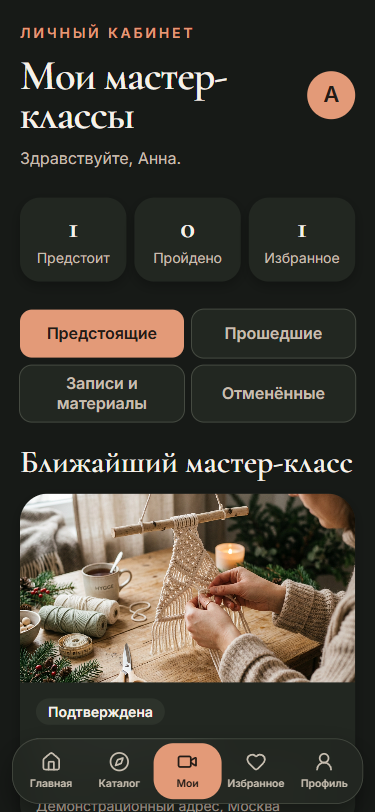 ЛИЧНЫЙ КАБИНЕТ
Мои мастер-
классы
А
Здравствуйте, Анна.
1
0
1
Предстоит
Пройдено
Избранное
Предстоящие
Прошедшие
Записи и
материалы
Отменённые
Ближайший мастер-класс
Подтверждена
Главная
Каталог
Мои
Избранное
Профиль
Демонстрационный адрес, Москва